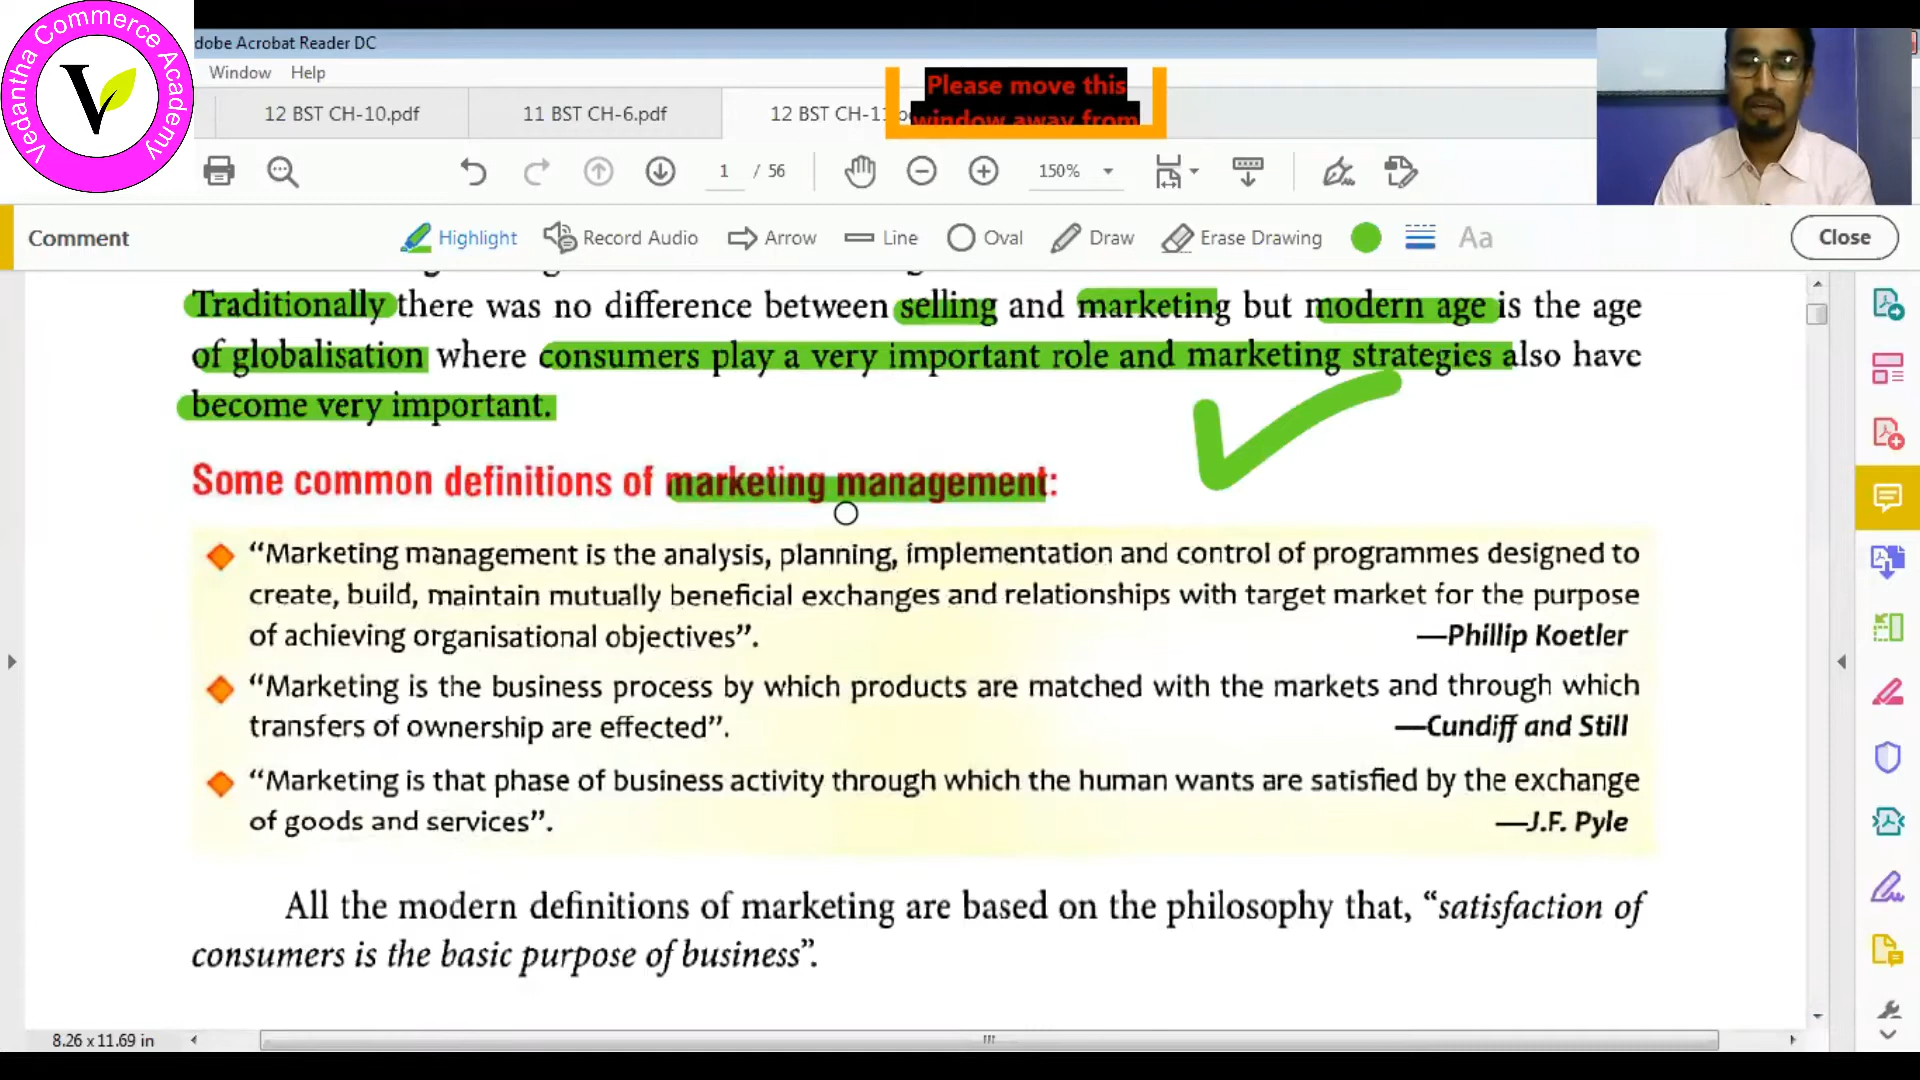 Vedantha Commerce Academy
V
dobe Acrobat Reader DC
Window Help
Please move this
window away from
12 BST CH-10.pdf 11 BST CH-6.pdf 12 BST CH-11
1 / 56 150%
Comment Highlight Record Audio Arrow Line Oval Draw Erase Drawing Aa Close
Traditionally there was no difference between selling and marketing but modern age is the age
of globalisation where consumers play a very important role and marketing strategies also have
become very important.
Some common definitions of marketing management:
“Marketing management is the analysis, planning, implementation and control of programmes designed to
create, build, maintain mutually beneficial exchanges and relationships with target market for the purpose
of achieving organisational objectives”. —Phillip Koetler
“Marketing is the business process by which products are matched with the markets and through which
transfers of ownership are effected”. —Cundiff and Still
“Marketing is that phase of business activity through which the human wants are satisfied by the exchange
of goods and services”. —J.F. Pyle
All the modern definitions of marketing are based on the philosophy that, “satisfaction of
consumers is the basic purpose of business”.
8.26 x 11.69 in